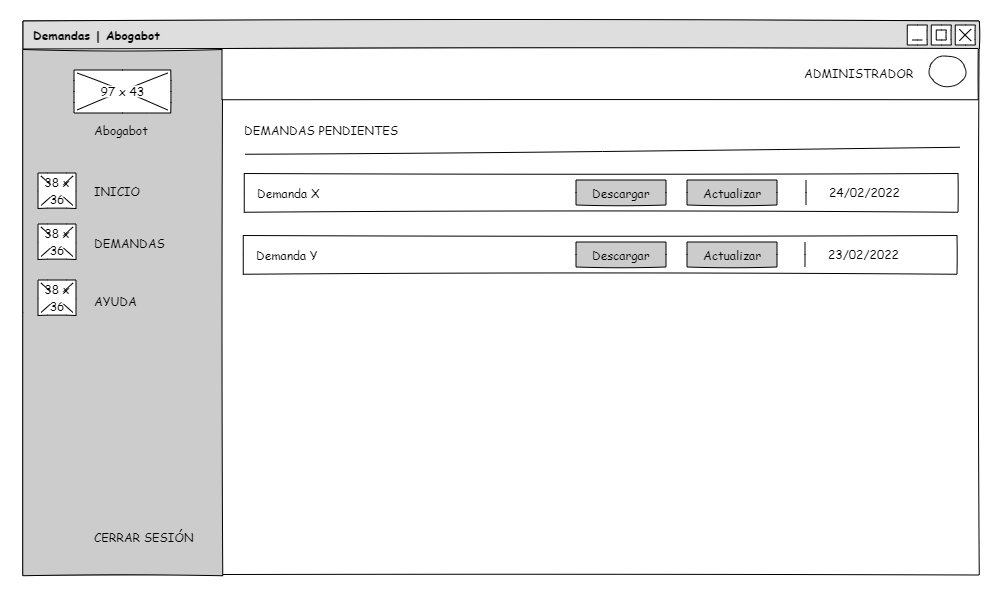 Demandas | Abogabot
ADMINISTRADOR
97 x 43
Abogabot
38 x
36
INICIO
38 x
36
DEMANDAS
38 x
36
AYUDA
CERRAR SESIÓN
DEMANDAS PENDIENTES
Demanda X Descargar Actualizar 24/02/2022
Demanda Y Descargar Actualizar 23/02/2022